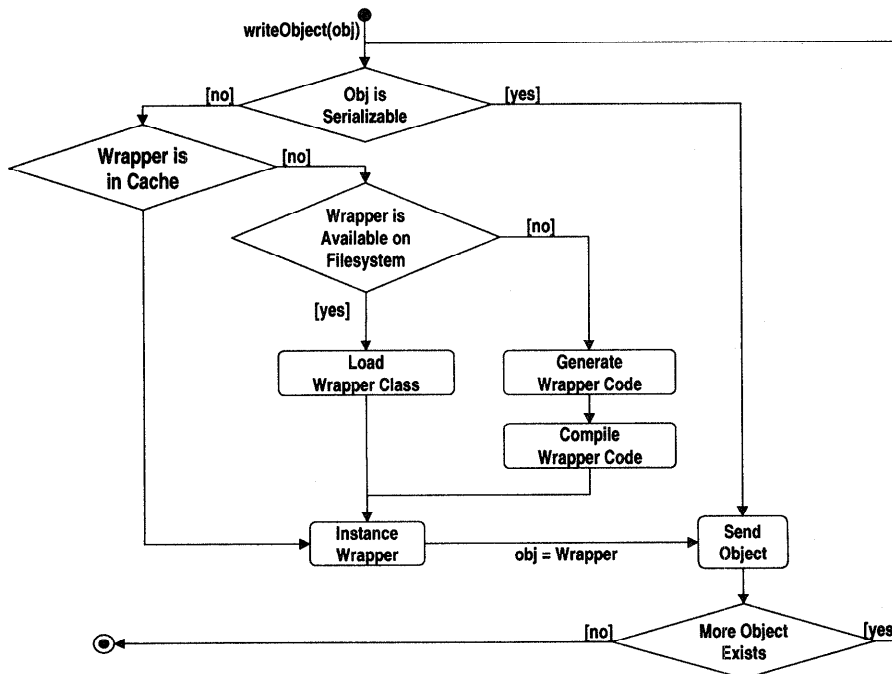 writeObject(obj)
[no]
Obj is
Serializable
[yes]
Wrapper is
in Cache
[no]
Wrapper is
Available on
Filesystem
[no]
[yes]
Load
Wrapper Class
Generate
Wrapper Code
Compile
Wrapper Code
Instance
Wrapper
obj = Wrapper
Send
Object
[no]
More Object
Exists
[yes